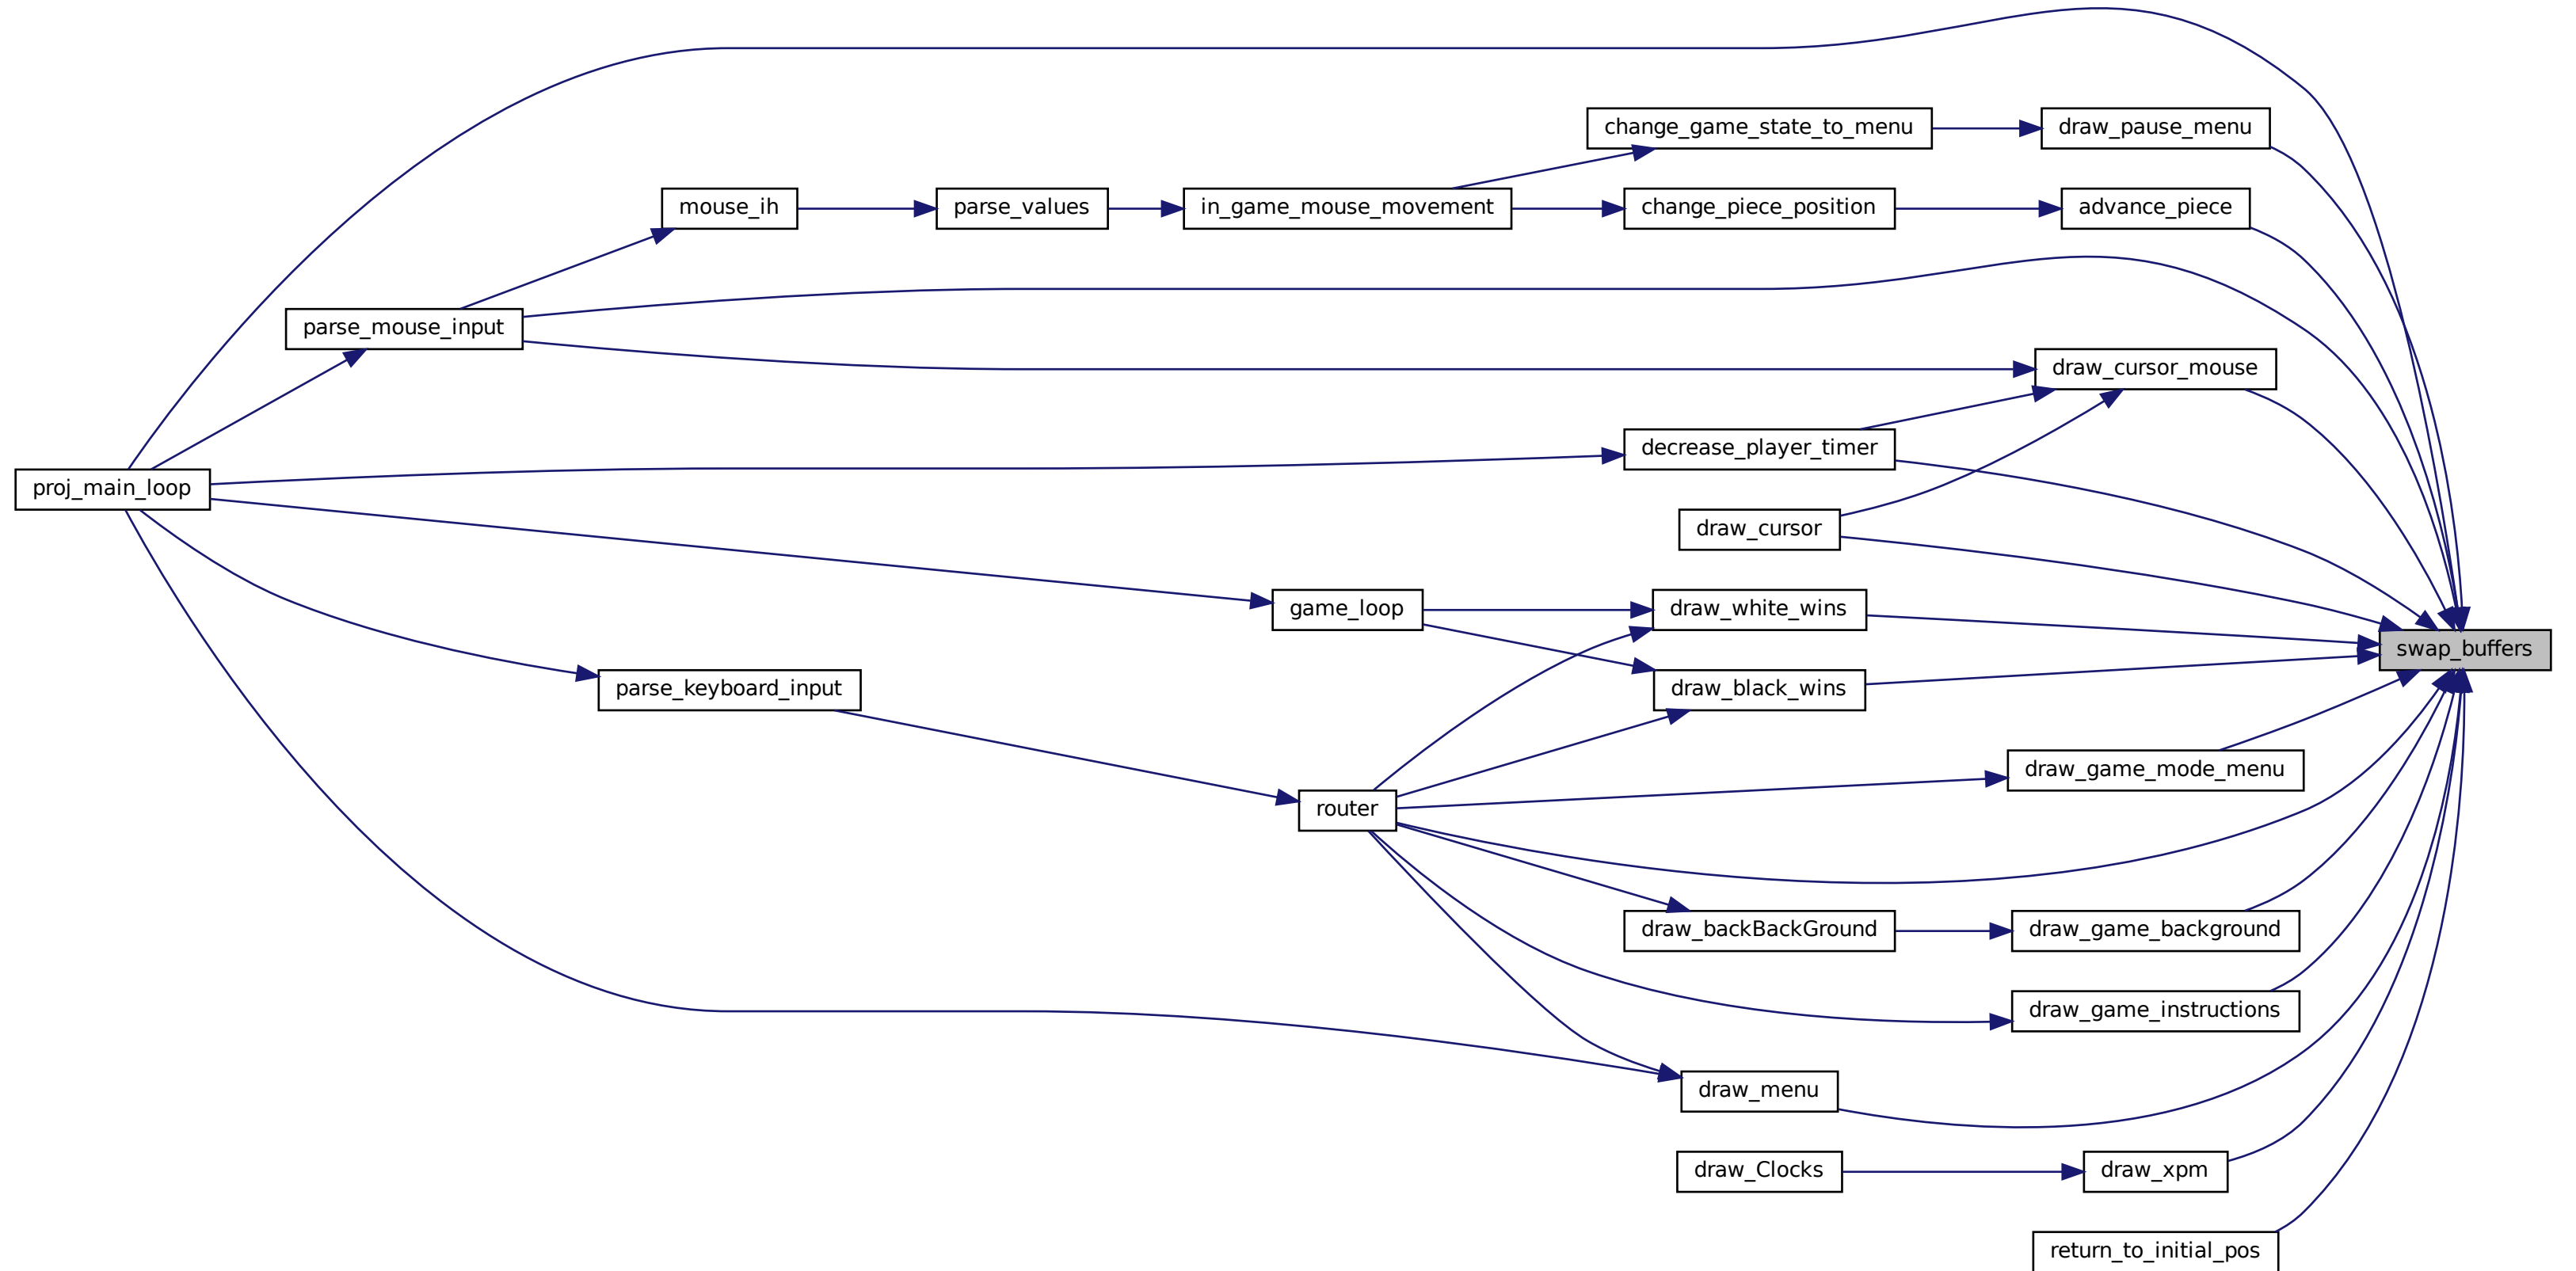 change_game_state_to_menu
draw_pause_menu
mouse_ih
parse_values
in_game_mouse_movement
change_piece_position
advance_piece
parse_mouse_input
draw_cursor_mouse
decrease_player_timer
proj_main_loop
draw_cursor
game_loop
draw_white_wins
swap_buffers
parse_keyboard_input
draw_black_wins
draw_game_mode_menu
router
draw_backBackGround
draw_game_background
draw_game_instructions
draw_menu
draw_Clocks
draw_xpm
return_to_initial_pos